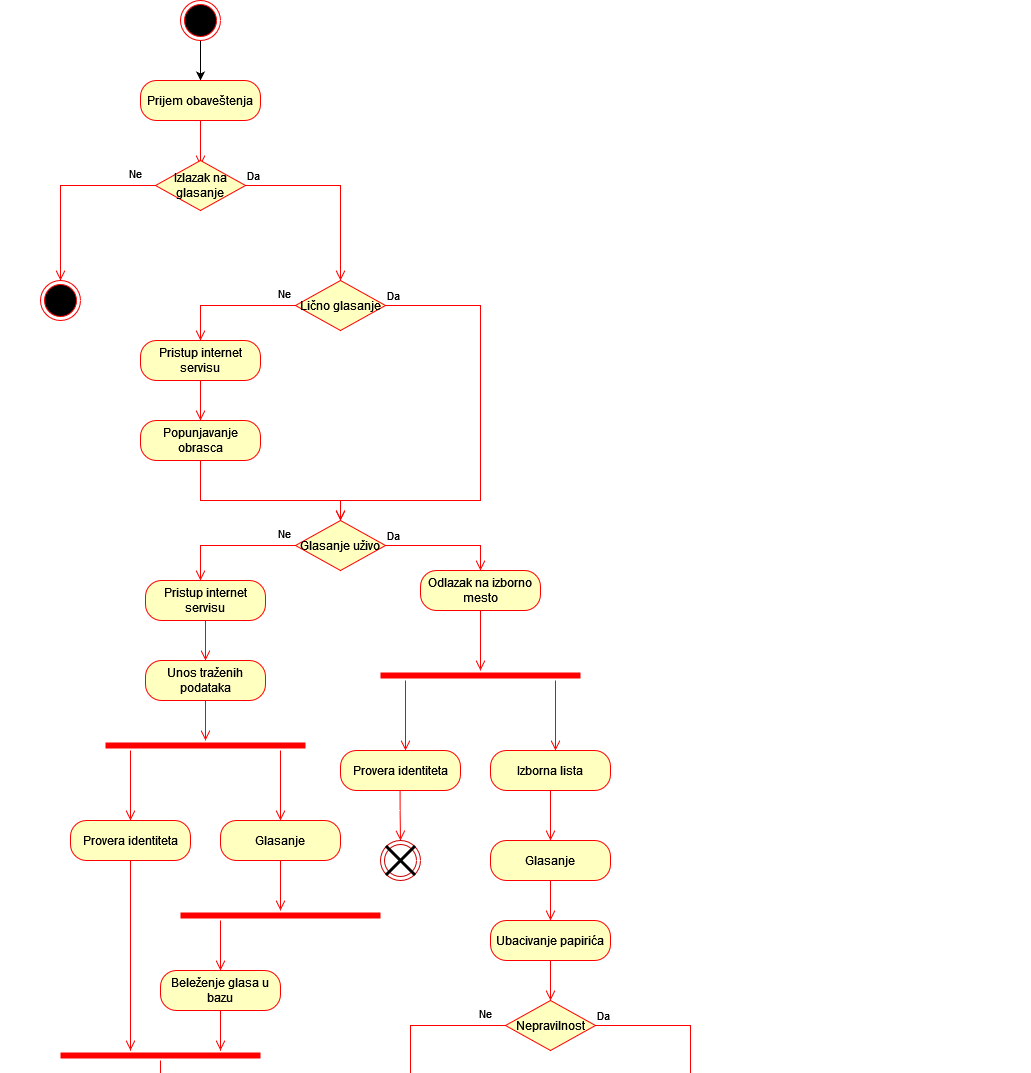 Prijem obaveštenja
Ne
Izlazak na
glasanje
Da
Ne
Lično glasanje
Da
Pristup internet
servisu
Popunjavanje
obrasca
Ne
Glasanje uživo
Da
Pristup internet
servisu
Odlazak na izborno
mesto
Unos traženih
podataka
Provera identiteta
Izborna lista
Provera identiteta
Glasanje
Glasanje
Ubacivanje papirića
Beleženje glasa u
bazu
Ne
Nepravilnost
Da